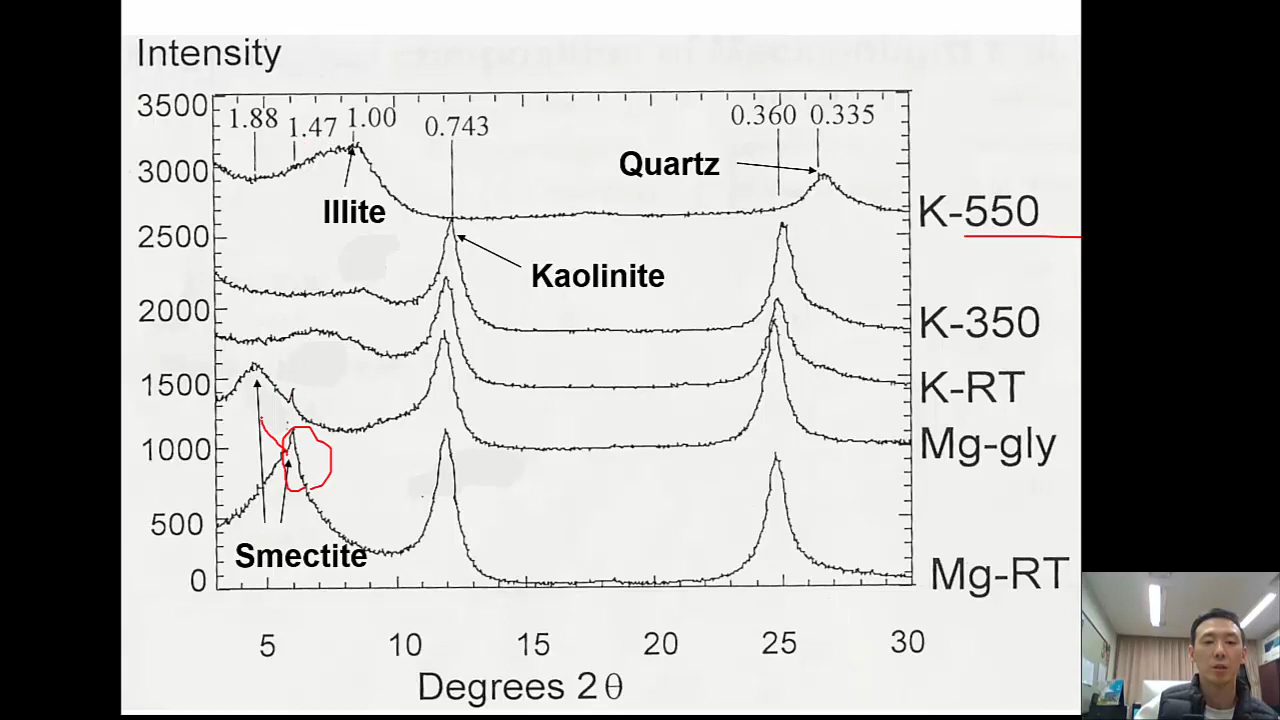 Intensity
3500
3000
2500
2000
1500
1000
500
0
1.88
1.47
1.00
0.743
0.360
0.335
Quartz
Illite
Kaolinite
Smectite
K-550
K-350
K-RT
Mg-gly
Mg-RT
5 10 15 20 25 30
Degrees 2θ